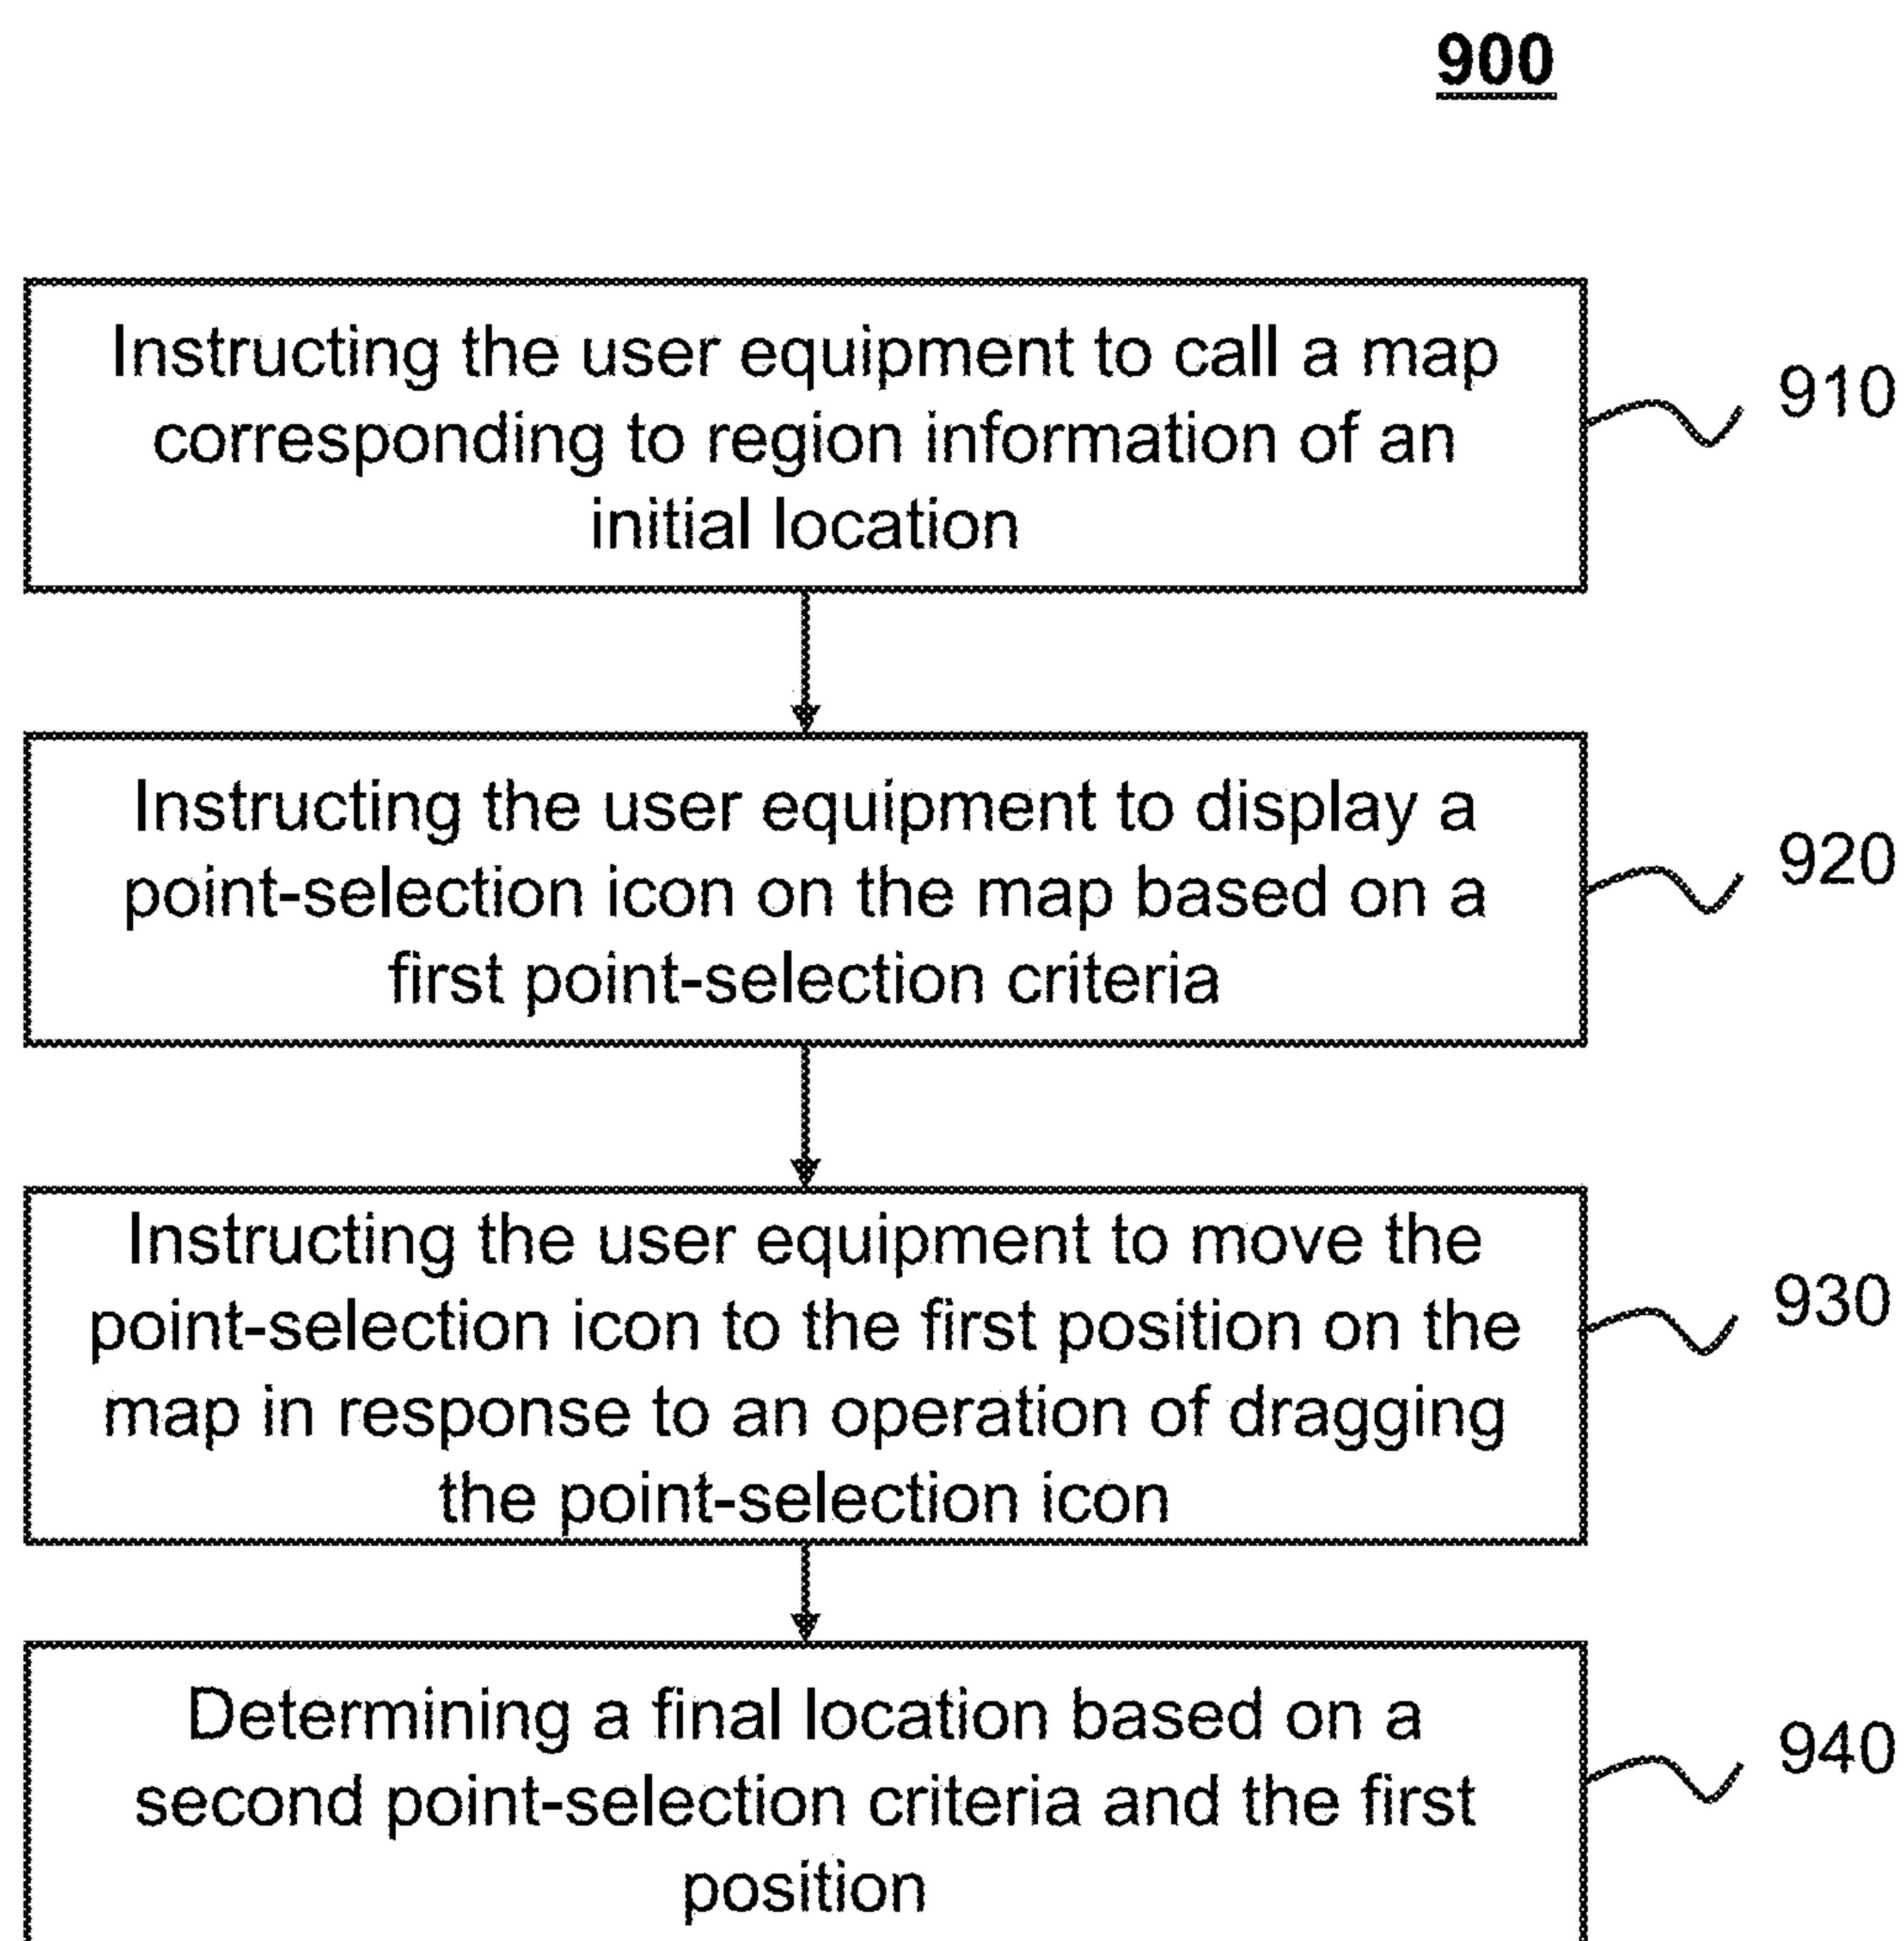 900
Instructing the user equipment to call a map
corresponding to region information of an
initial location
910
Instructing the user equipment to display a
point-selection icon on the map based on a
first point-selection criteria
920
Instructing the user equipment to move the
point-selection icon to the first position on the
map in response to an operation of dragging
the point-selection icon
930
Determining a final location based on a
second point-selection criteria and the first
position
940